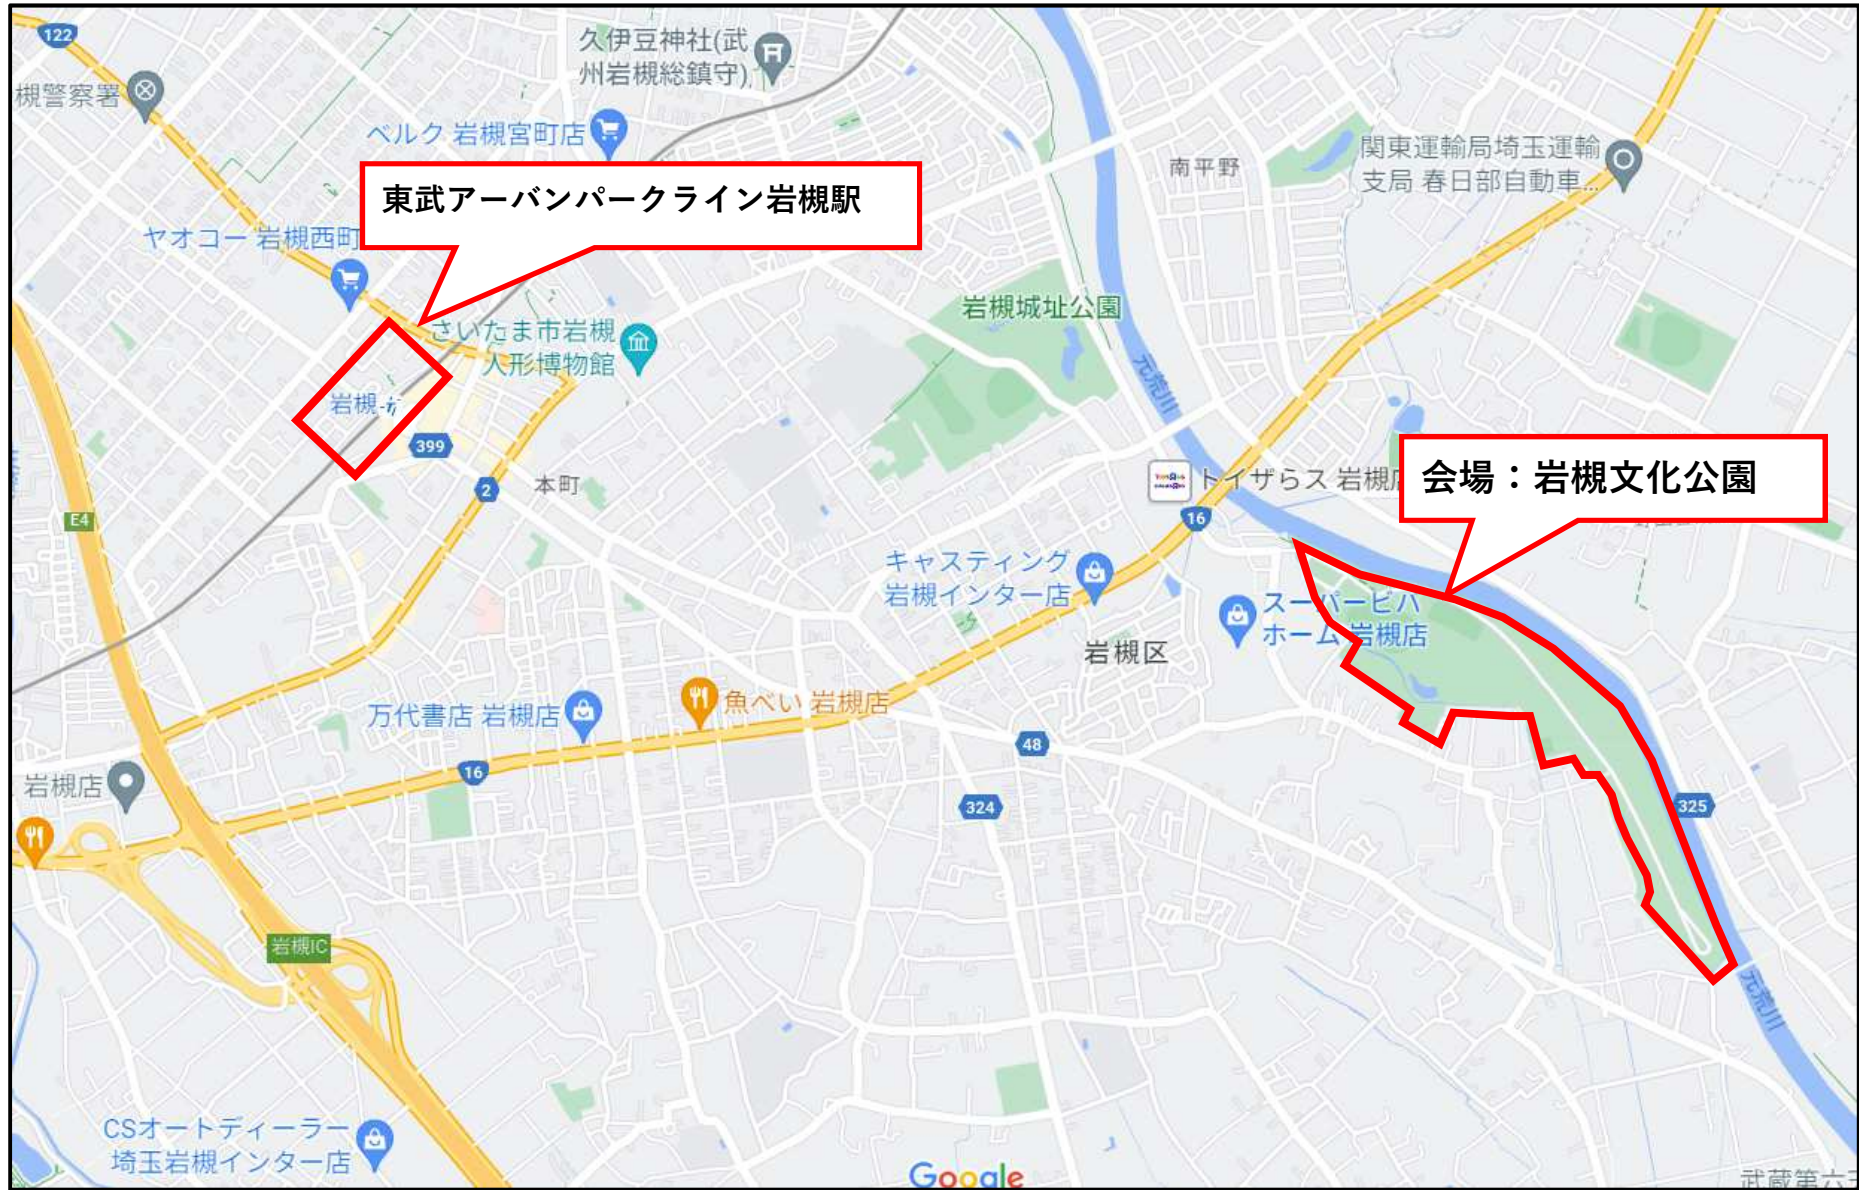 122
久伊豆神社(武
州岩槻総鎮守)
槻警察署
ベルク 岩槻宮町店
関東運輸局埼玉運輸
支局 春日部自動車...
南平野
東武アーバンパークライン岩槻駅
ヤオコー 岩槻西町
岩槻城址公園
さいたま市岩槻
人形博物館
元荒川
岩槻
399
2
本町
トイザらス 岩槻店
会場：岩槻文化公園
E4
16
キャスティング
岩槻インター店
スーパービバ
ホーム 岩槻店
岩槻区
魚べい 岩槻店
万代書店 岩槻店
48
16
岩槻店
324
325
岩槻IC
元荒川
CSオートディーラー
埼玉岩槻インター店
Google
武蔵第六